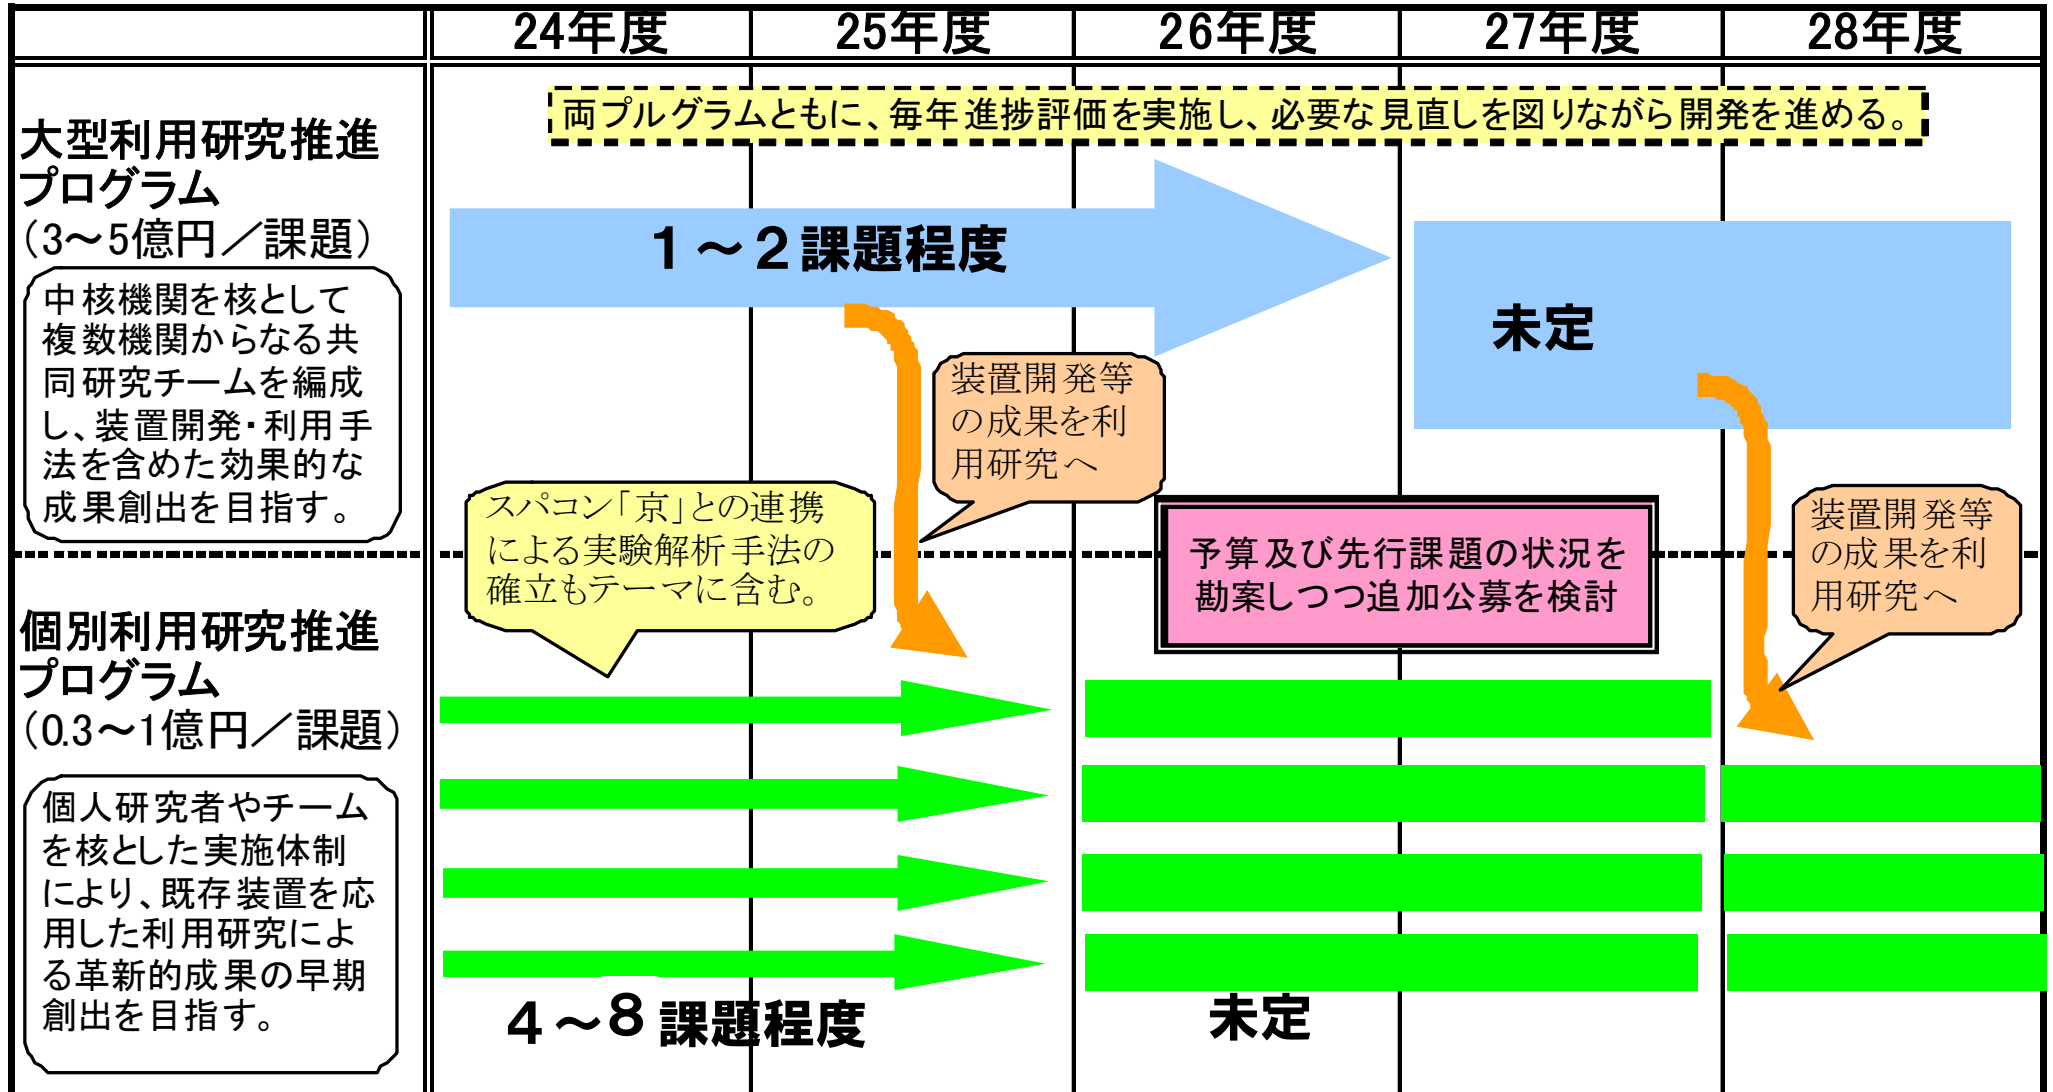 24年度
25年度
26年度
27年度
28年度
両プルグラムともに、毎年進捗評価を実施し、必要な見直しを図りながら開発を進める。
大型利用研究推進
プログラム
（3～5億円／課題）
中核機関を核として
複数機関からなる共
同研究チームを編成
し、装置開発・利用手
法を含めた効果的な
成果創出を目指す。
１～２課題程度
未定
装置開発等
の成果を利
用研究へ
スパコン「京」との連携
による実験解析手法の
確立もテーマに含む。
予算及び先行課題の状況を
勘案しつつ追加公募を検討
装置開発等
の成果を利
用研究へ
個別利用研究推進
プログラム
（0.3～1億円／課題）
個人研究者やチーム
を核とした実施体制
により、既存装置を応
用した利用研究によ
る革新的成果の早期
創出を目指す。
４～８課題程度
未定